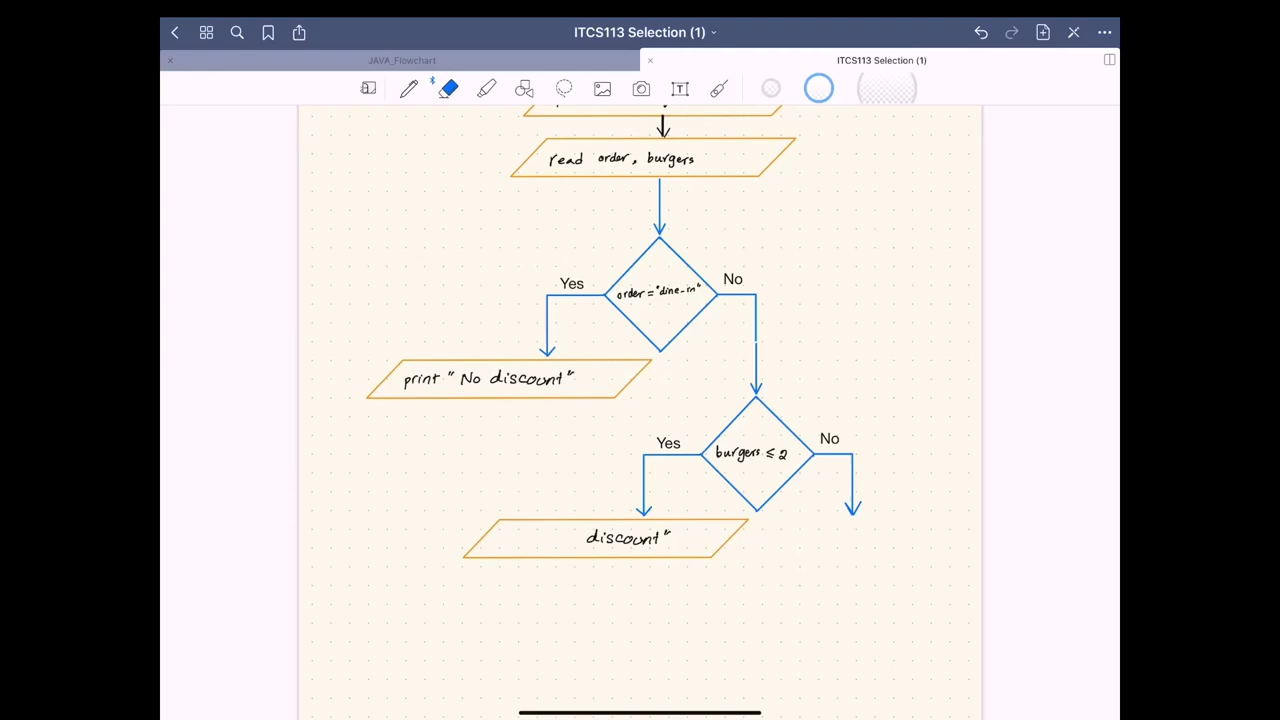 ITCS113 Selection (1)
JAVA_Flowchart
ITCS113 Selection (1)
read order, burgers
Yes
order = "dine-in"
No
print " No discount"
Yes
burgers ≤ 2
No
discount"